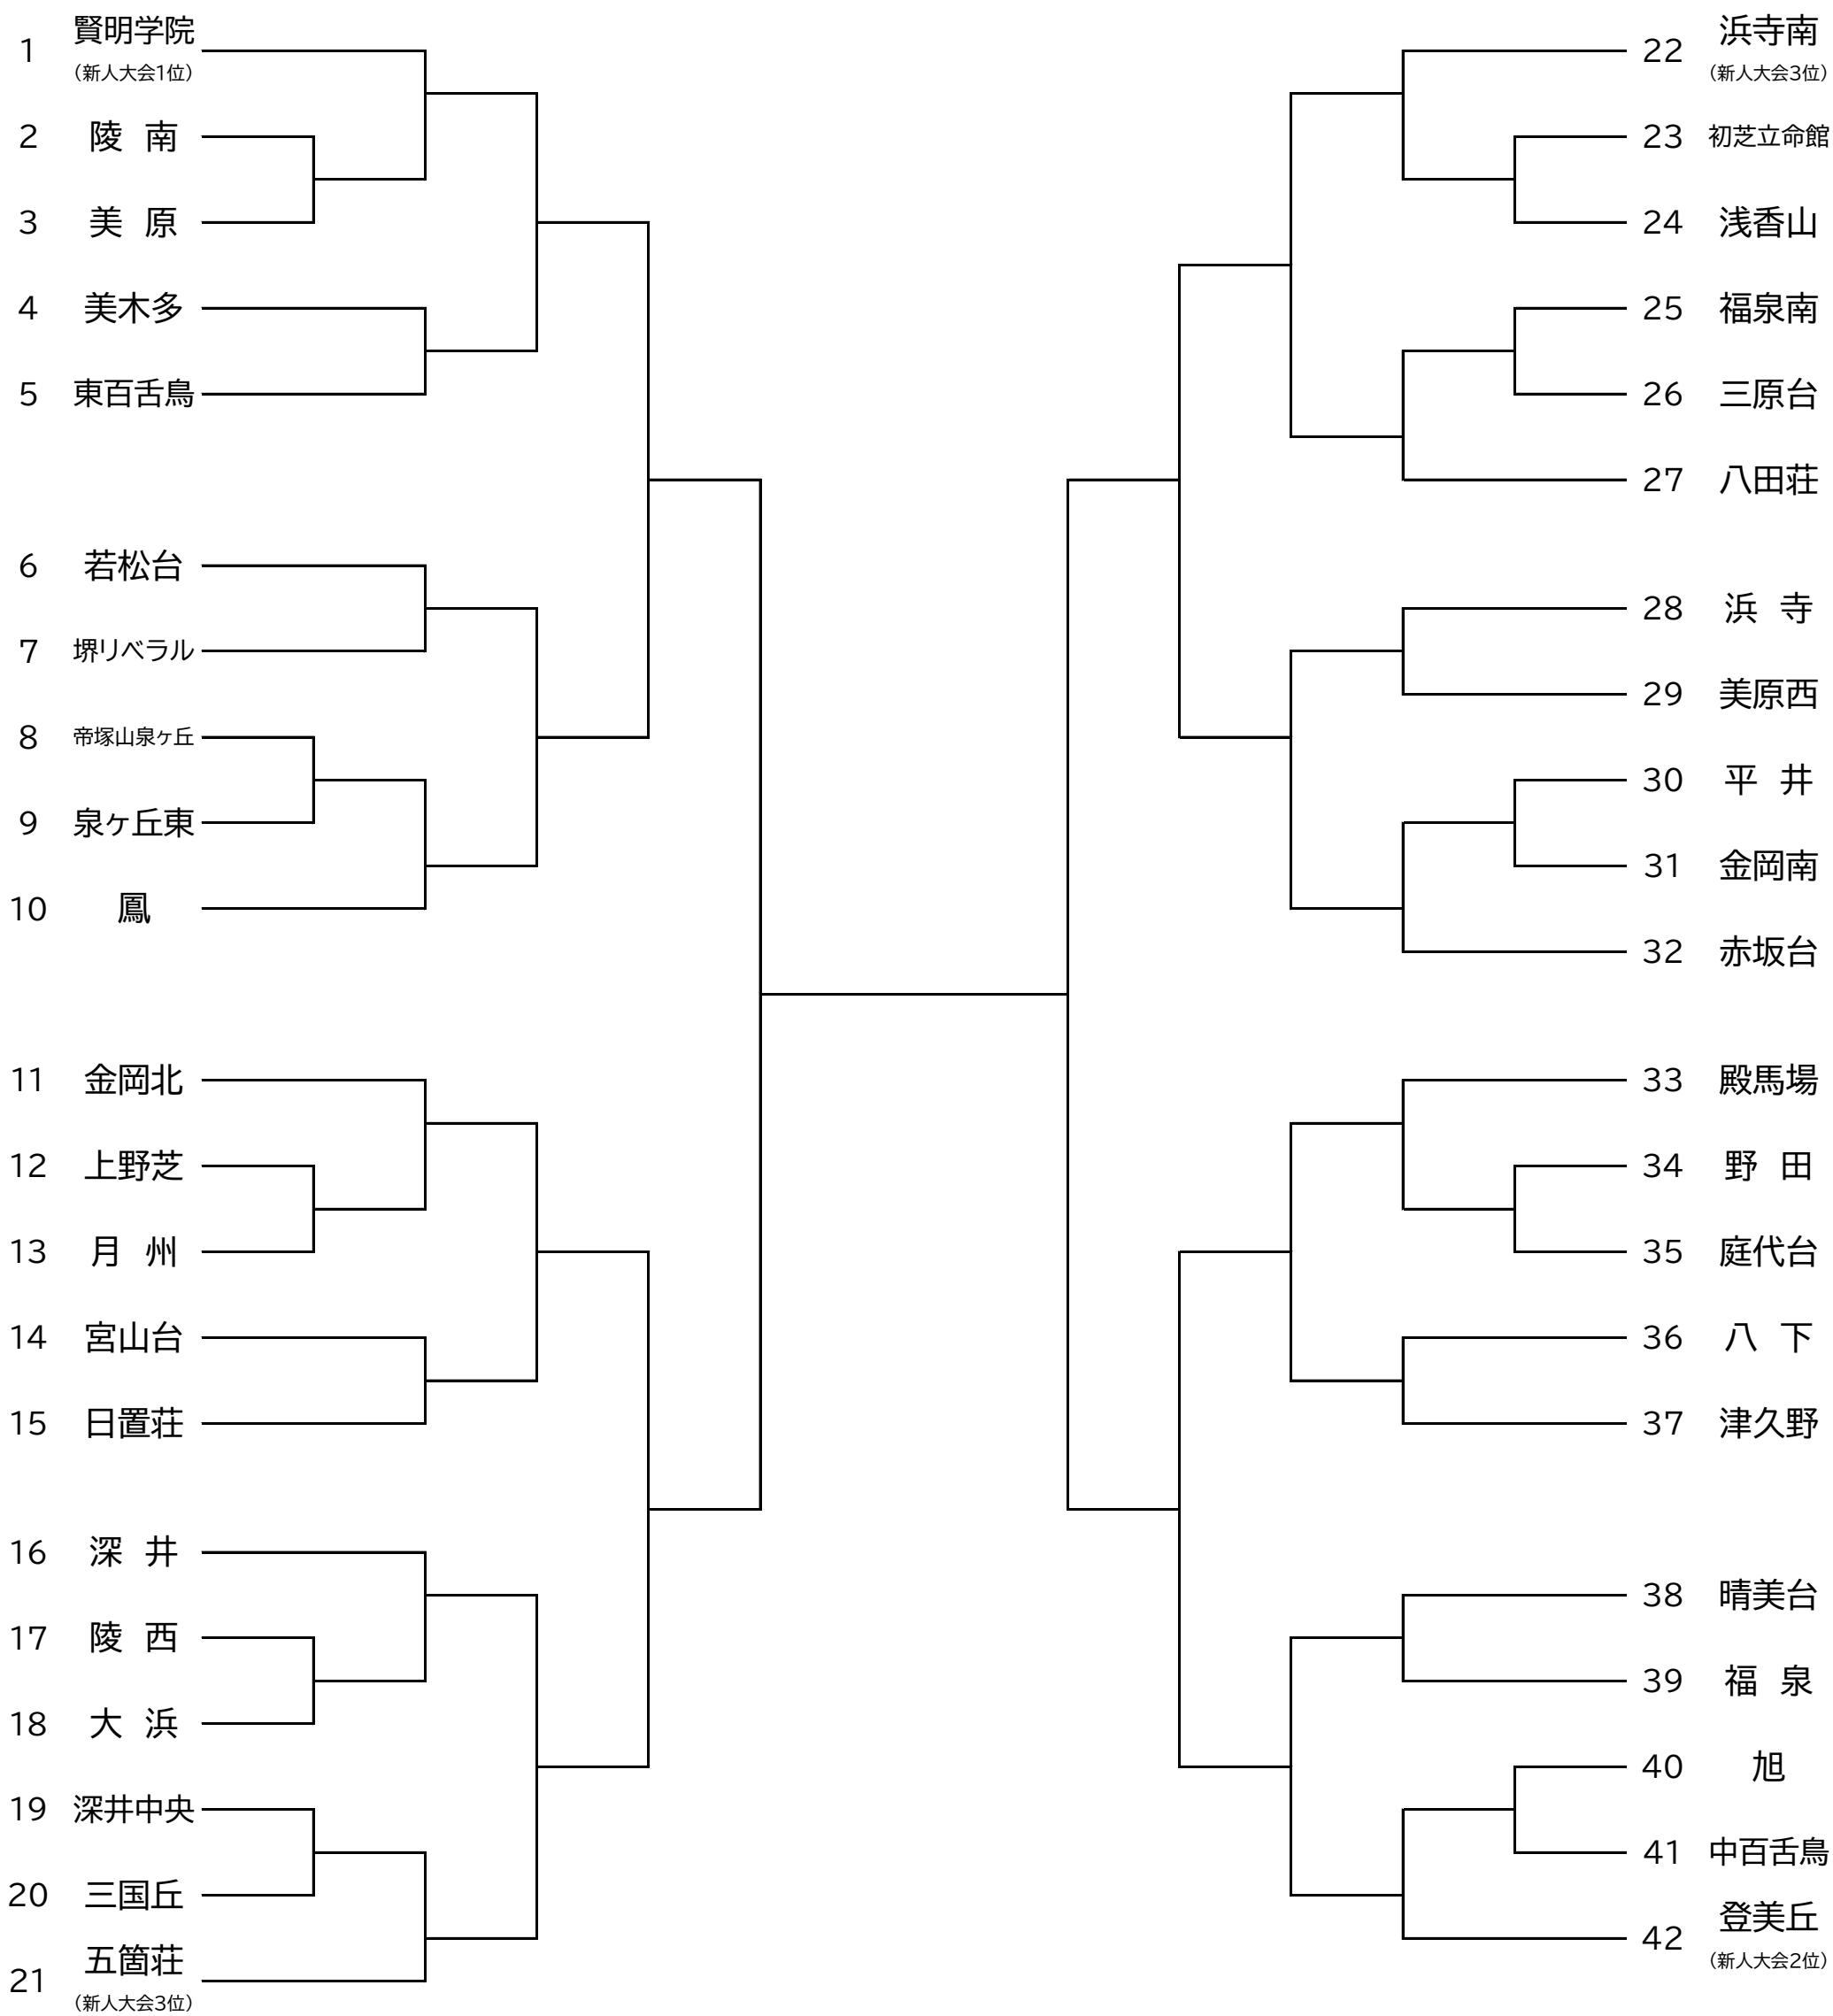 1 賢明学院
(新人大会1位)
2 陵 南
3 美 原
4 美木多
5 東百舌鳥
6 若松台
7 堺リベラル
8 帝塚山泉ヶ丘
9 泉ヶ丘東
10 鳳
11 金岡北
12 上野芝
13 月 州
14 宮山台
15 日置荘
16 深 井
17 陵 西
18 大 浜
19 深井中央
20 三国丘
21 五箇荘
(新人大会3位)
22 浜寺南
(新人大会3位)
23 初芝立命館
24 浅香山
25 福泉南
26 三原台
27 八田荘
28 浜 寺
29 美原西
30 平 井
31 金岡南
32 赤坂台
33 殿馬場
34 野 田
35 庭代台
36 八 下
37 津久野
38 晴美台
39 福 泉
40 旭
41 中百舌鳥
42 登美丘
(新人大会2位)